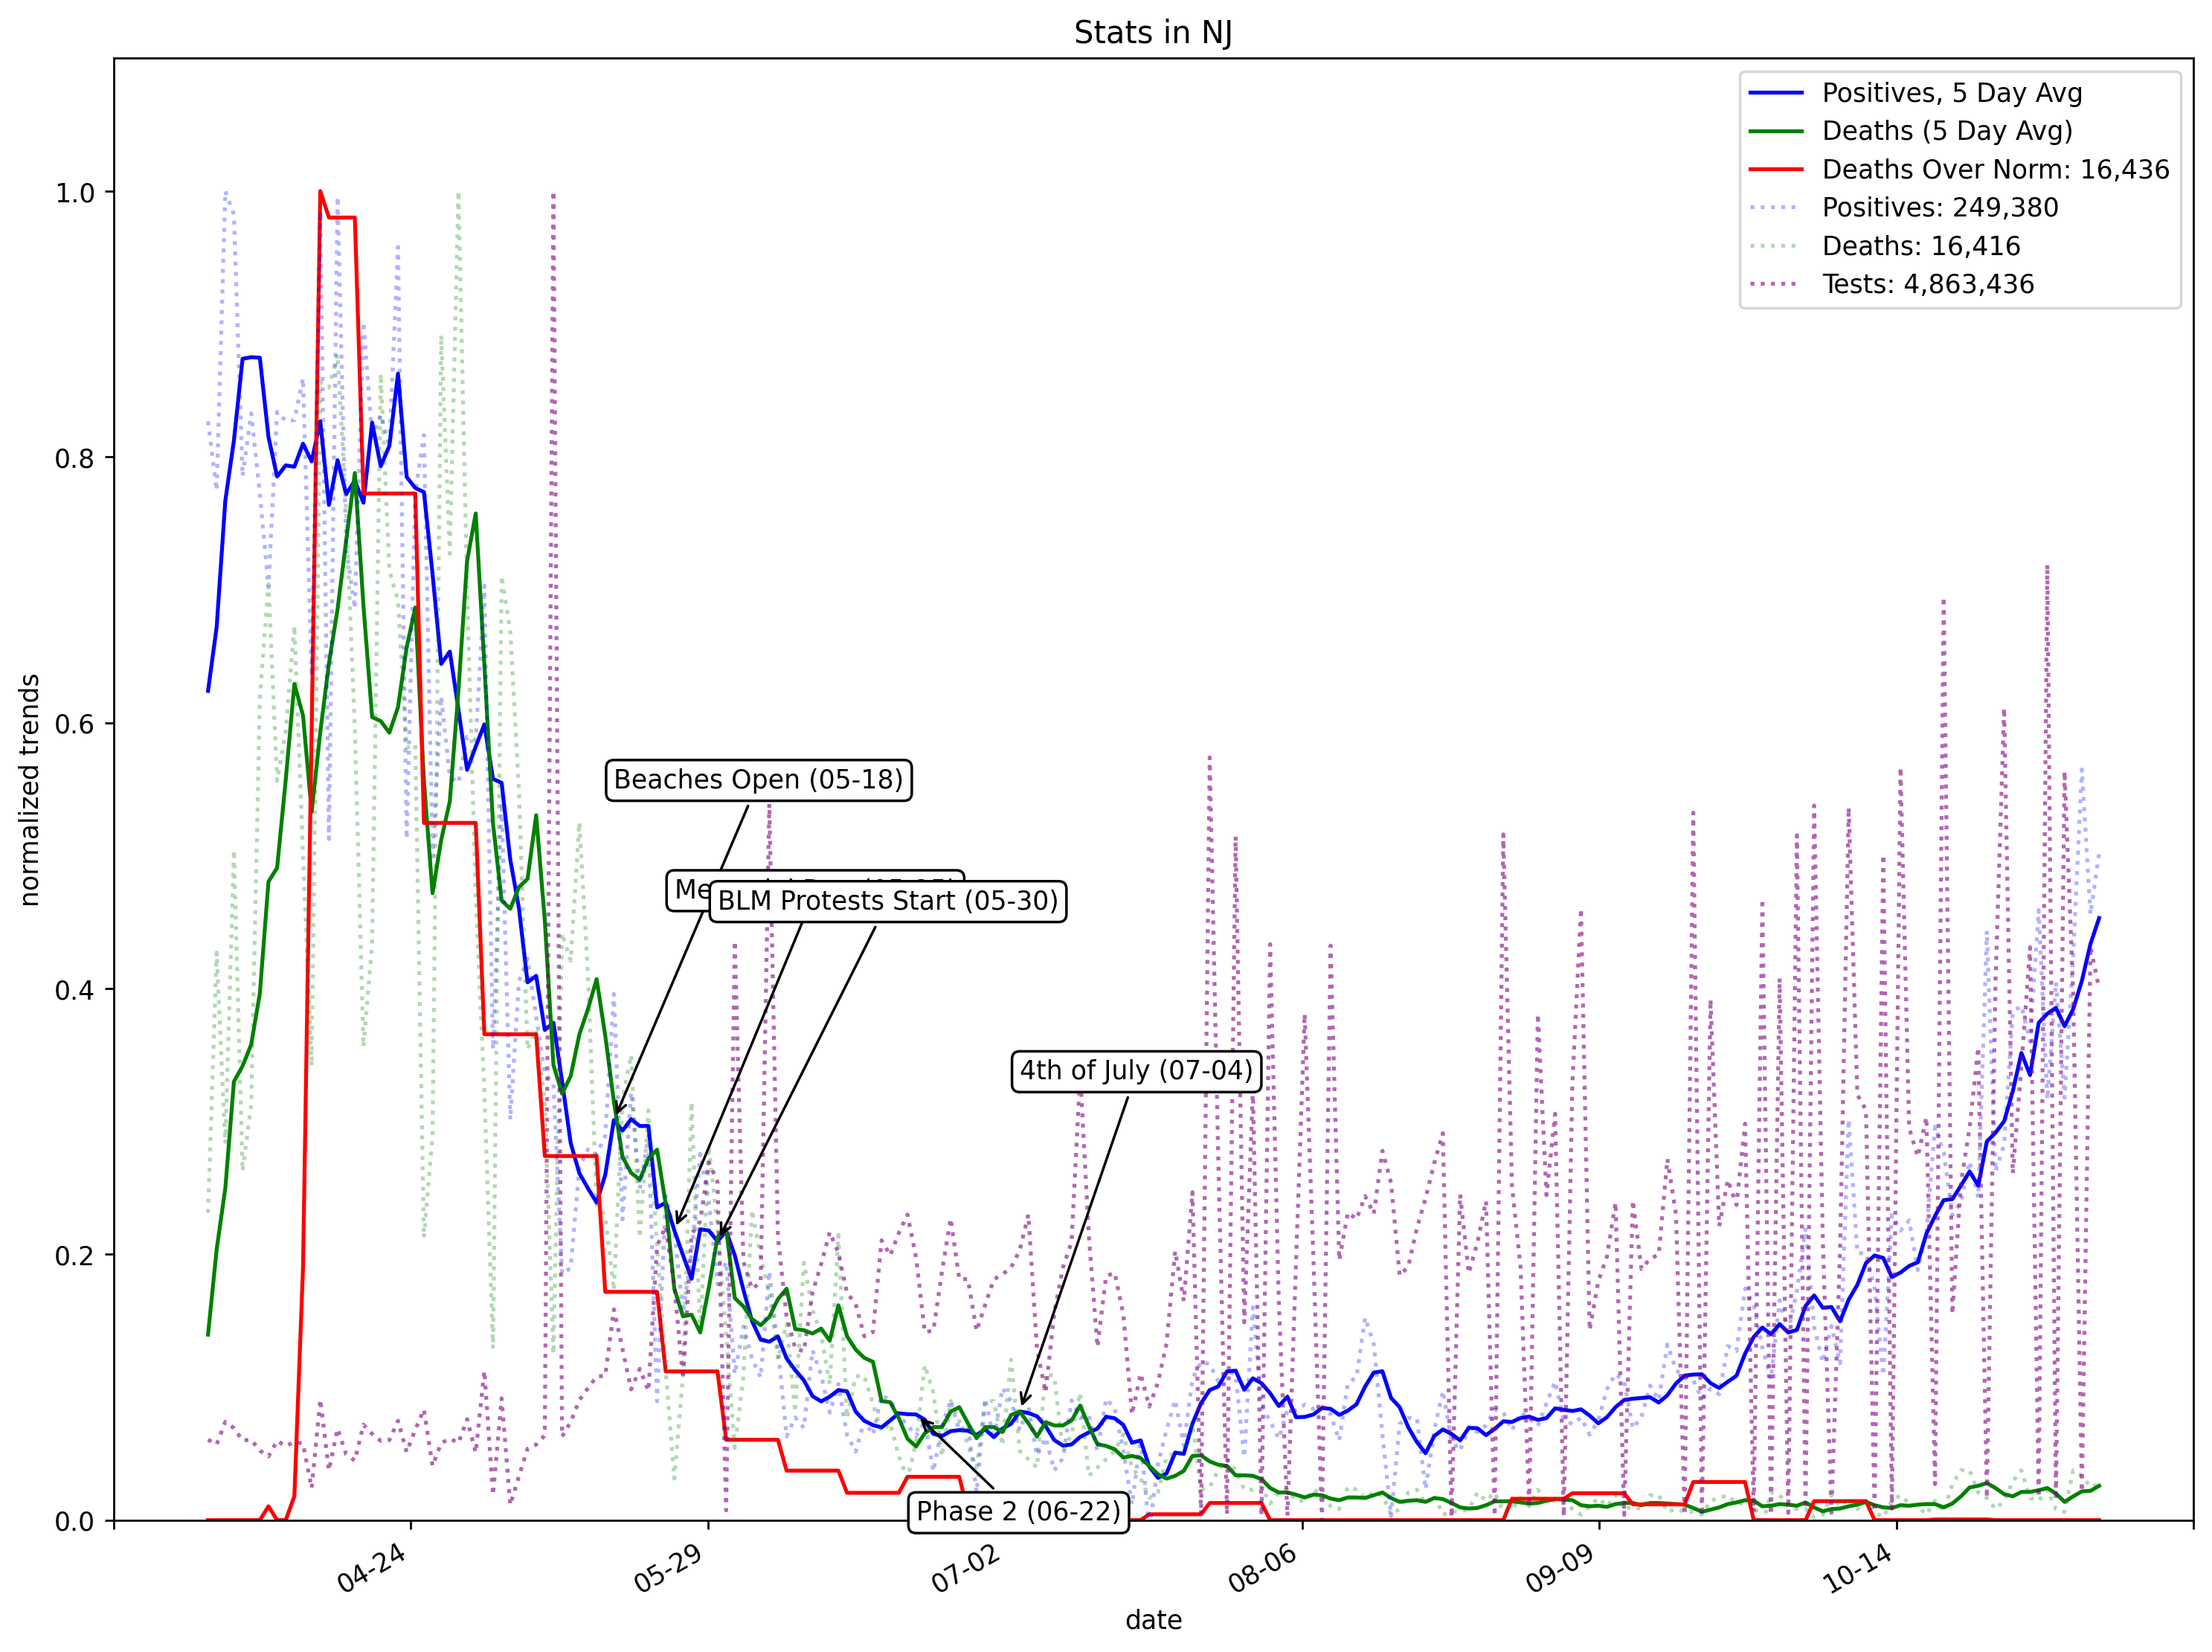 Stats in NJ
Positives, 5 Day Avg
Deaths (5 Day Avg)
Deaths Over Norm: 16,436
Positives: 249,380
Deaths: 16,416
Tests: 4,863,436
normalized trends
1.0
0.8
0.6
0.4
0.2
0.0
Beaches Open (05-18)
BLM Protests Start (05-30)
4th of July (07-04)
Phase 2 (06-22)
04-24
05-29
07-02
08-06
09-09
10-14
date